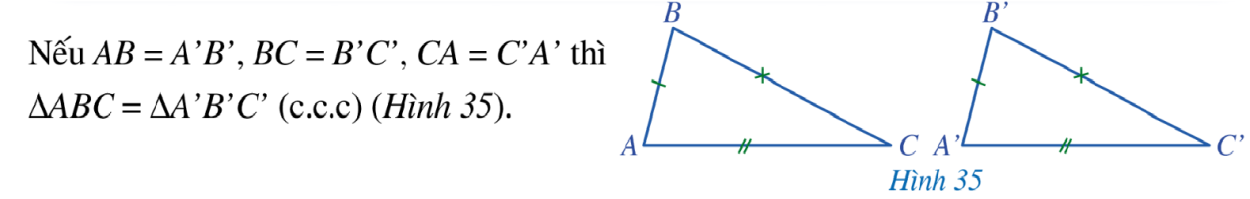 Nếu AB = A’B’, BC = B’C’, CA = C’A’ thì
ΔABC = ΔA’B’C’ (c.c.c) (Hình 35).
B
A
C
B’
A’
C’
Hình 35